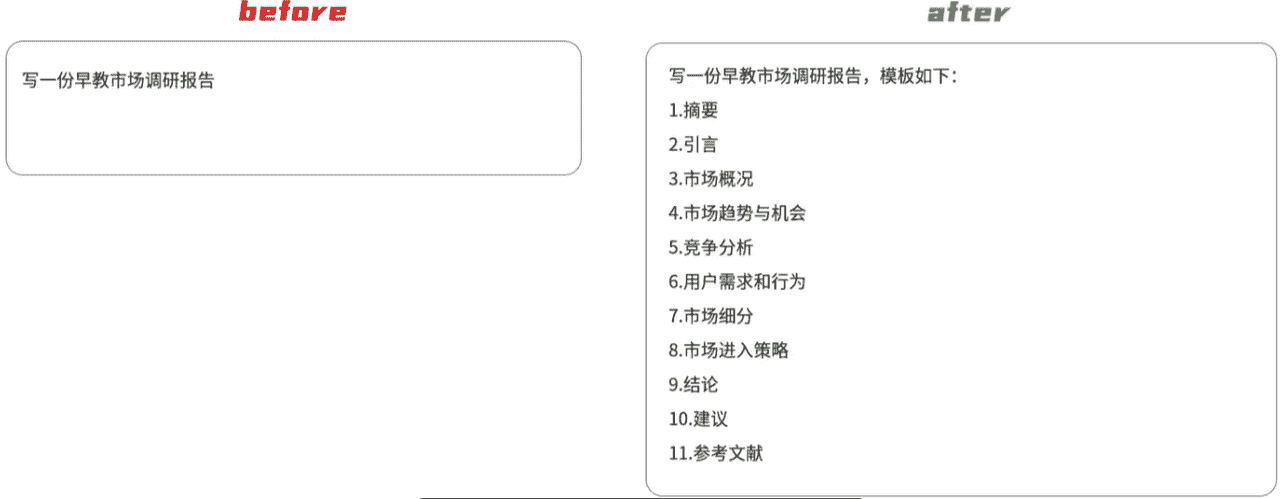 before
写一份早教市场调研报告
after
写一份早教市场调研报告，模板如下：
1.摘要
2.引言
3.市场概况
4.市场趋势与机会
5.竞争分析
6.用户需求和行为
7.市场细分
8.市场进入策略
9.结论
10.建议
11.参考文献